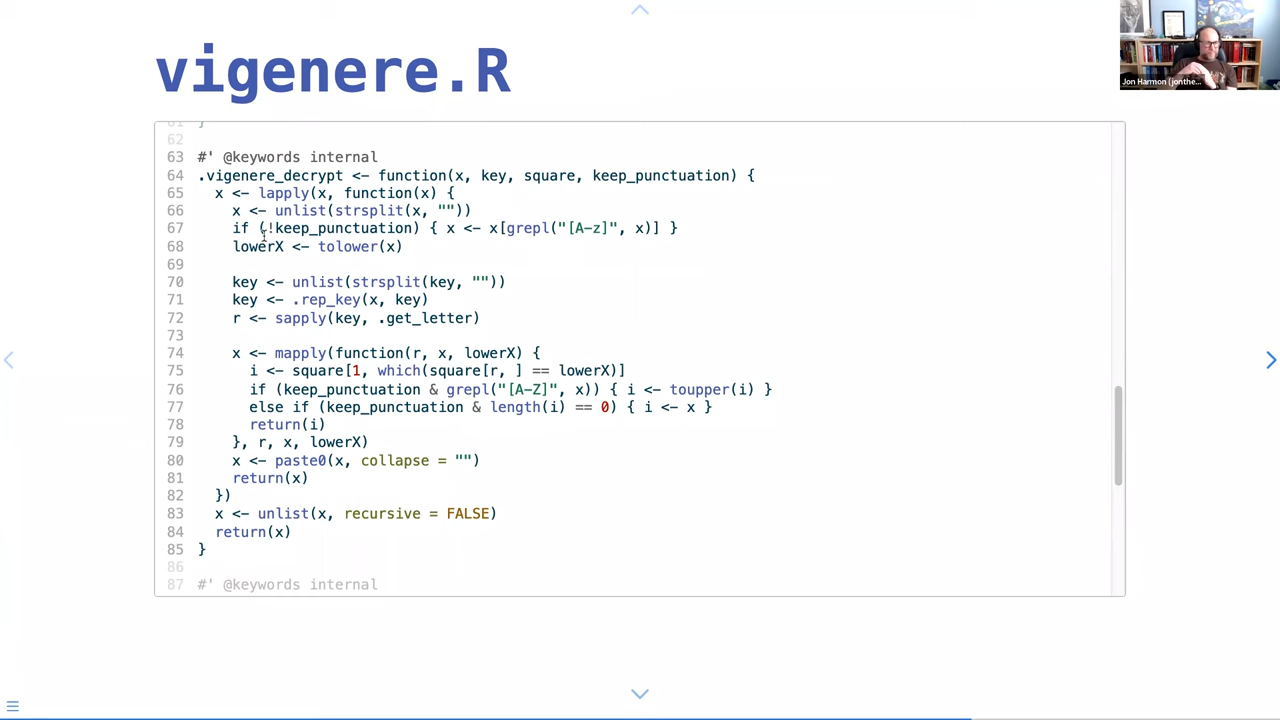 vigenere.R
Jon Harmon (jonthe...
61 }
62
63 #' @keywords internal
64 .vigenere_decrypt <- function(x, key, square, keep_punctuation) {
65   x <- lapply(x, function(x) {
66     x <- unlist(strsplit(x, ""))
67     if (!keep_punctuation) { x <- x[grepl("[A-z]", x)] }
68     lowerX <- tolower(x)
69
70     key <- unlist(strsplit(key, ""))
71     key <- .rep_key(x, key)
72     r <- sapply(key, .get_letter)
73
74     x <- mapply(function(r, x, lowerX) {
75       i <- square[1, which(square[r, ] == lowerX)]
76       if (keep_punctuation & grepl("[A-Z]", x)) { i <- toupper(i) }
77       else if (keep_punctuation & length(i) == 0) { i <- x }
78       return(i)
79     }, r, x, lowerX)
80     x <- paste0(x, collapse = "")
81     return(x)
82   })
83   x <- unlist(x, recursive = FALSE)
84   return(x)
85 }
86
87 #' @keywords internal